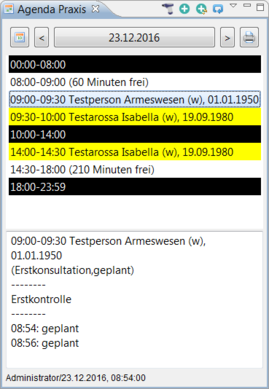 Agenda Praxis
<
23.12.2016
>
00:00-08:00
08:00-09:00 (60 Minuten frei)
09:00-09:30 Testperson Armeswesen (w), 01.01.1950
09:30-10:00 Testarossa Isabella (w), 19.09.1980
10:00-14:00
14:00-14:30 Testarossa Isabella (w), 19.09.1980
14:30-18:00 (210 Minuten frei)
18:00-23:59
09:00-09:30 Testperson Armeswesen (w),
01.01.1950
(Erstkonsultation,geplant)
--------
Erstkontrolle
--------
08:54: geplant
08:56: geplant
Administrator/23.12.2016, 08:54:00